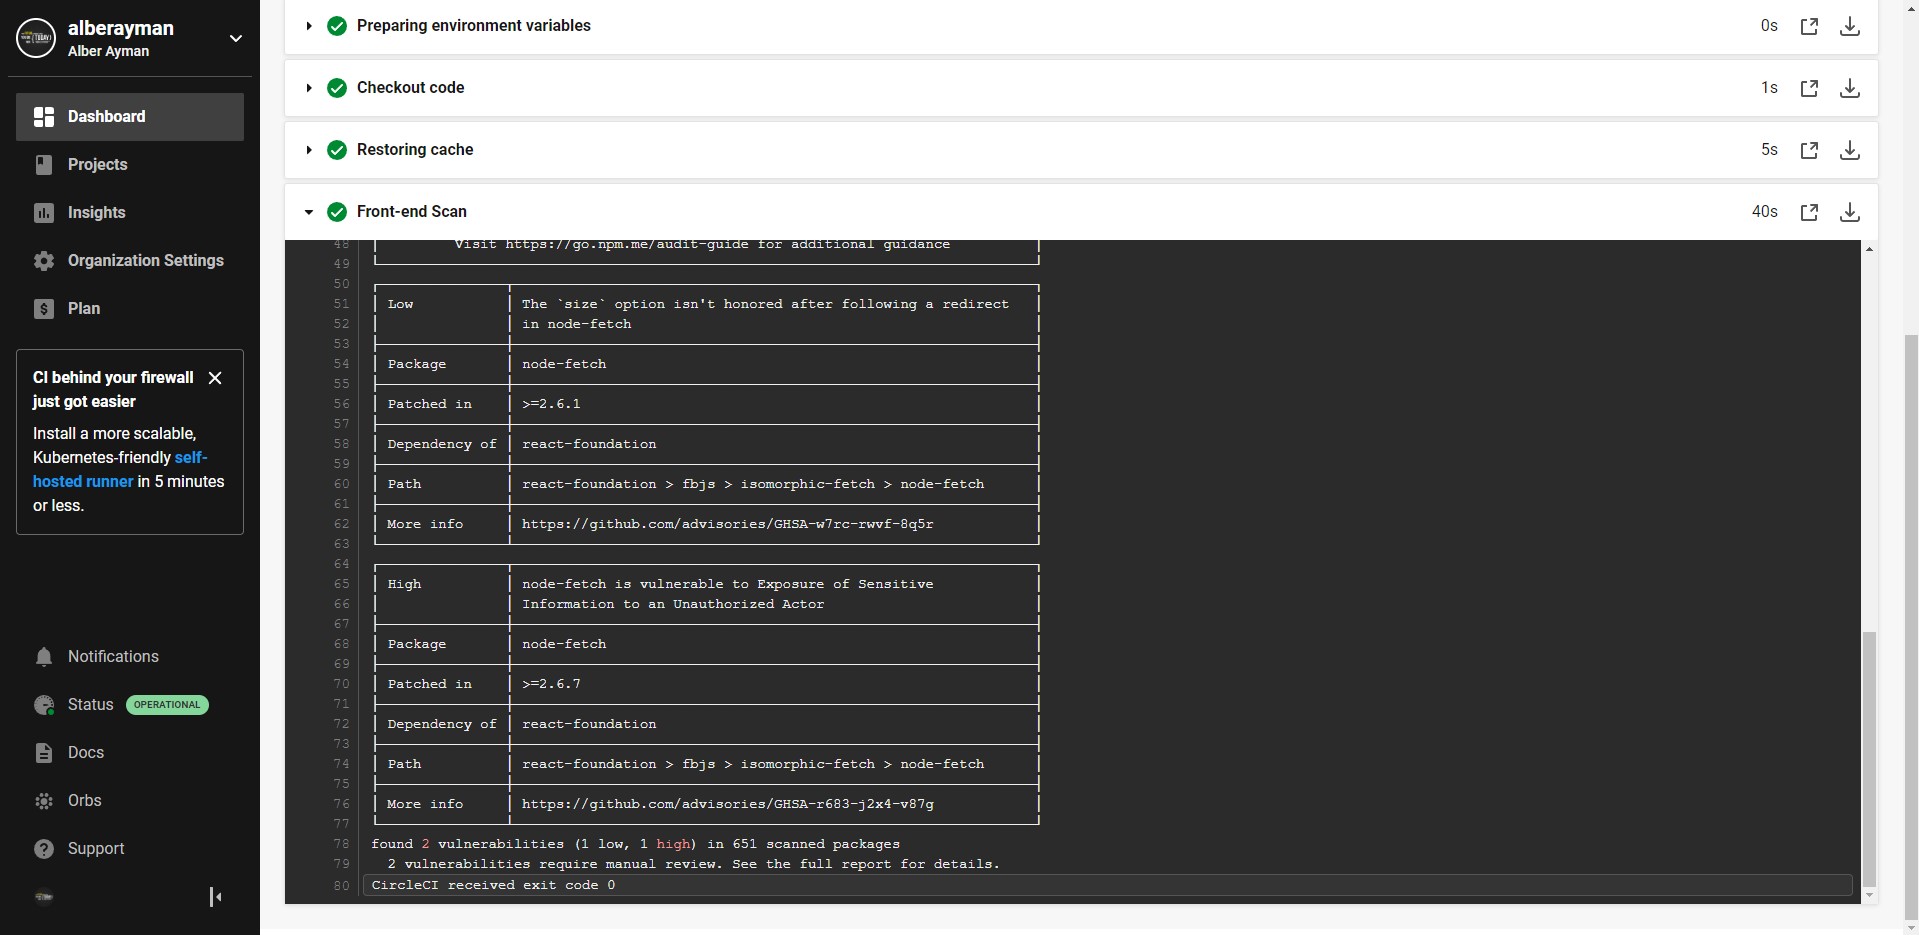 alberayman
Alber Ayman
Dashboard
Projects
Insights
Organization Settings
Plan
CI behind your firewall
just got easier
Install a more scalable,
Kubernetes-friendly self-
hosted runner in 5 minutes
or less.
Notifications
Status OPERATIONAL
Docs
Orbs
Support
Preparing environment variables 0s
Checkout code 1s
Restoring cache 5s
Front-end Scan 40s
48 Visit https://go.npm.me/audit-guide for additional guidance
49
50
51 Low The `size` option isn't honored after following a redirect
52 in node-fetch
53
54 Package node-fetch
55
56 Patched in >=2.6.1
57
58 Dependency of react-foundation
59
60 Path react-foundation > fbjs > isomorphic-fetch > node-fetch
61
62 More info https://github.com/advisories/GHSA-w7rc-rwvf-8q5r
63
64
65 High node-fetch is vulnerable to Exposure of Sensitive
66 Information to an Unauthorized Actor
67
68 Package node-fetch
69
70 Patched in >=2.6.7
71
72 Dependency of react-foundation
73
74 Path react-foundation > fbjs > isomorphic-fetch > node-fetch
75
76 More info https://github.com/advisories/GHSA-r683-j2x4-v87g
77
78 found 2 vulnerabilities (1 low, 1 high) in 651 scanned packages
79 2 vulnerabilities require manual review. See the full report for details.
80 CircleCI received exit code 0